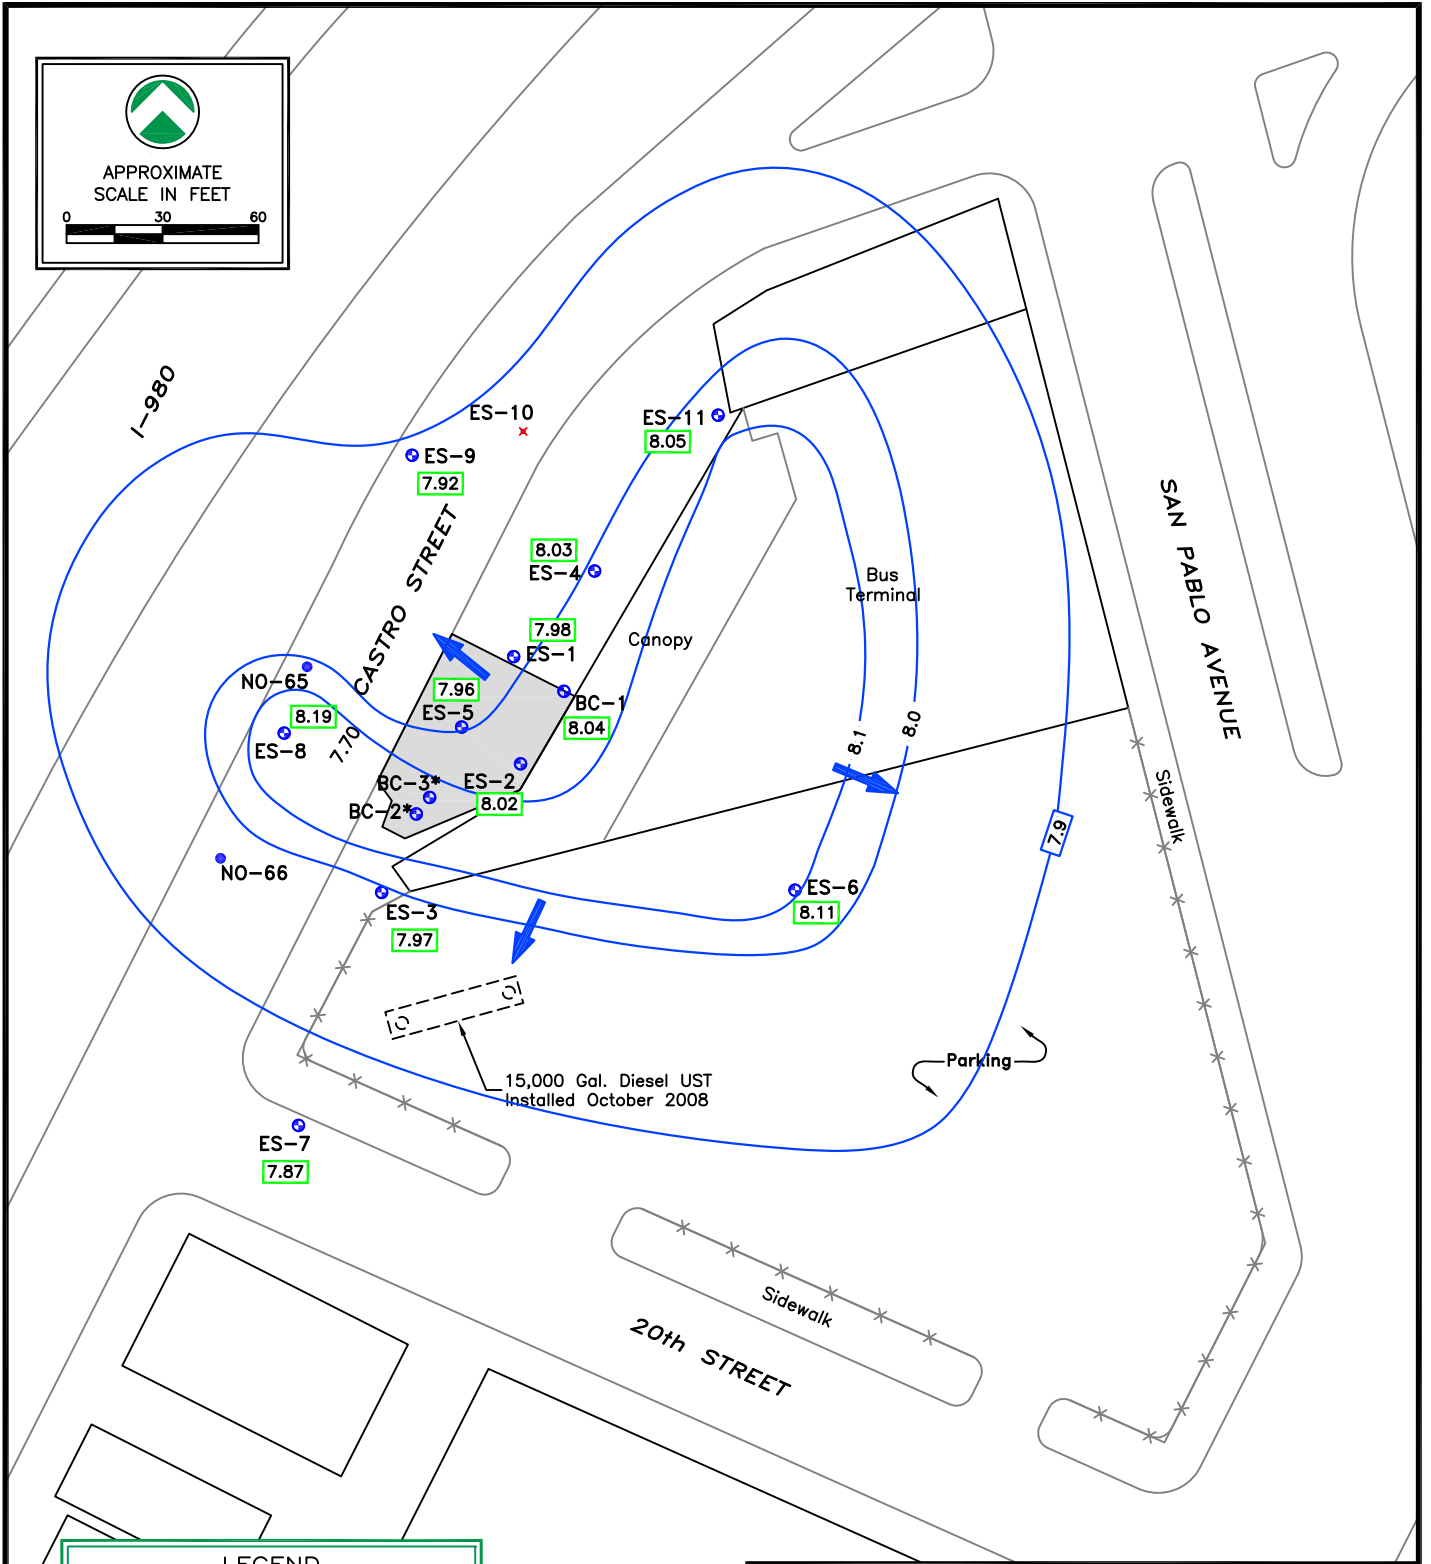 APPROXIMATE
SCALE IN FEET
0 30 60
I-980
ES-10
ES-9
7.92
ES-11
8.05
CASTRO STREET
SAN PABLO AVENUE
8.03
ES-4
Bus
Terminal
7.98
ES-1
Canopy
NO-65
7.96
ES-5
BC-1
8.04
8.19
ES-8
7.70
8.1
8.0
BC-3*
ES-2
8.02
BC-2*
7.9
Sidewalk
NO-66
ES-3
7.97
ES-6
8.11
Parking
15,000 Gal. Diesel UST
Installed October 2008
ES-7
7.87
Sidewalk
20th STREET
LEGEND